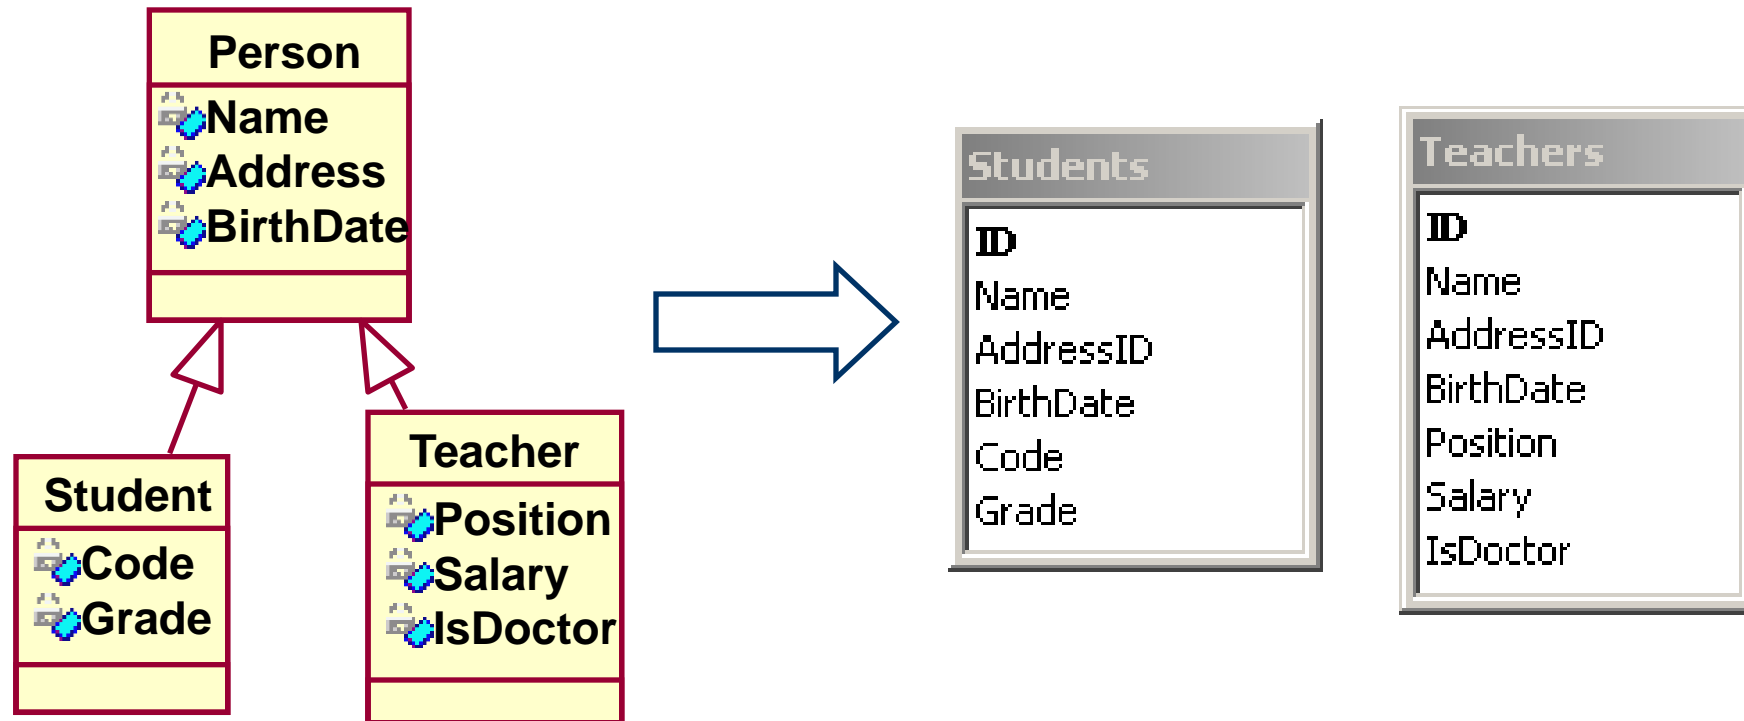 Person
Name
Address
BirthDate
Student
Code
Grade
Teacher
Position
Salary
IsDoctor
Students
ID
Name
AddressID
BirthDate
Code
Grade
Teachers
ID
Name
AddressID
BirthDate
Position
Salary
IsDoctor